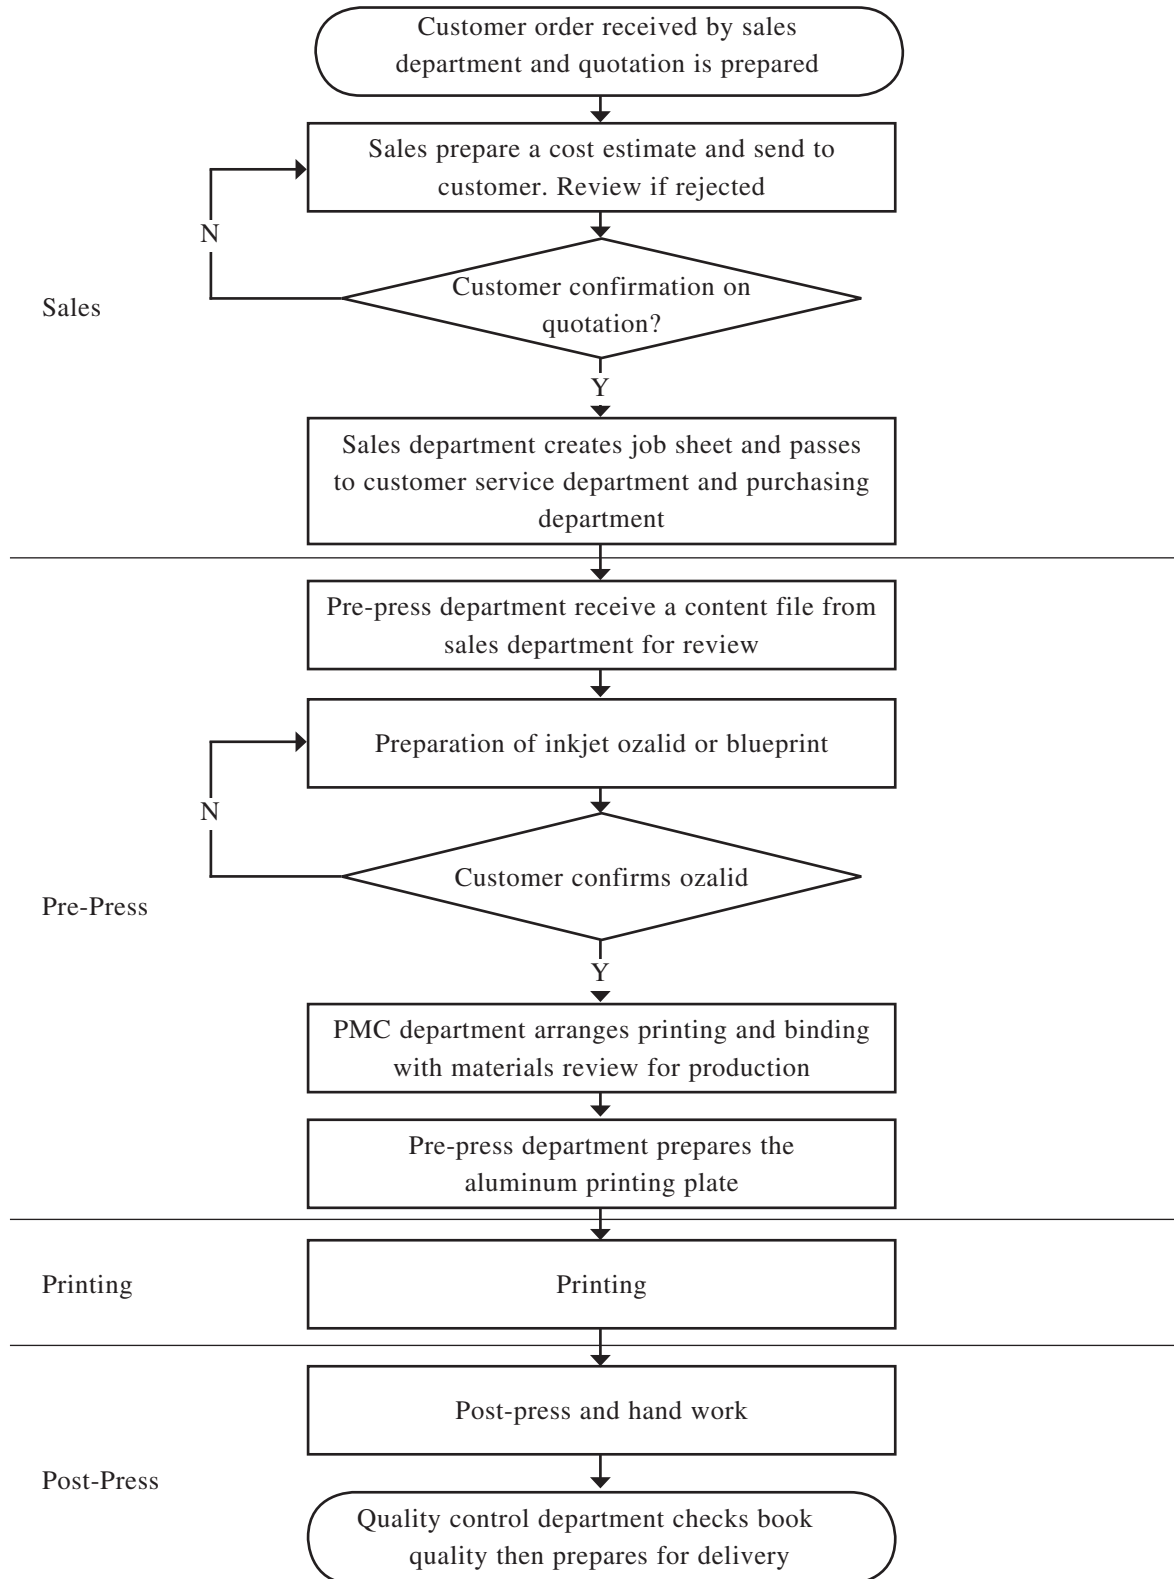 Customer order received by sales
department and quotation is prepared
Sales prepare a cost estimate and send to
customer. Review if rejected
N
Customer confirmation on
quotation?
Sales
Y
Sales department creates job sheet and passes
to customer service department and purchasing
department
Pre-press department receive a content file from
sales department for review
Preparation of inkjet ozalid or blueprint
N
Customer confirms ozalid
Pre-Press
Y
PMC department arranges printing and binding
with materials review for production
Pre-press department prepares the
aluminum printing plate
Printing
Printing
Post-press and hand work
Post-Press
Quality control department checks book
quality then prepares for delivery